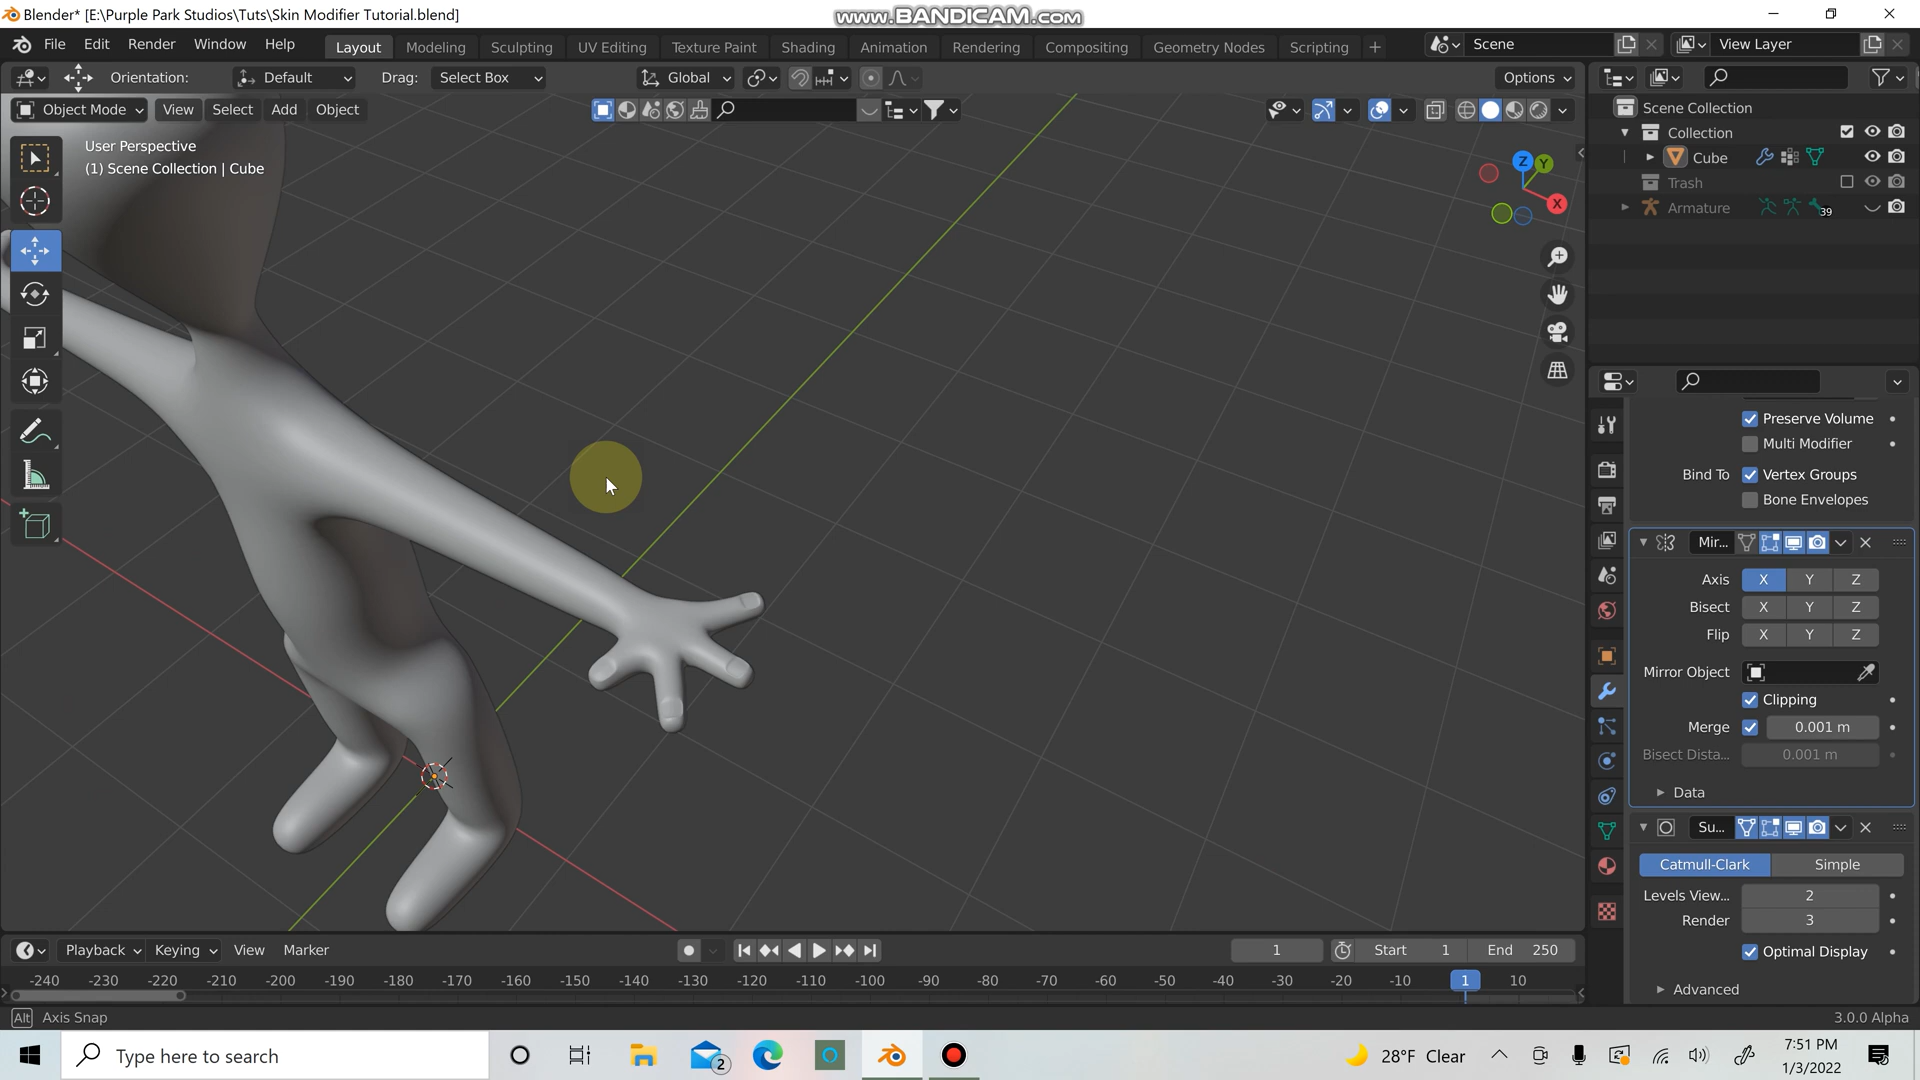 Blender* [E:\Purple Park Studios\Tuts\Skin Modifier Tutorial.blend]
www.BANDICAM.com
File Edit Render Window Help
Layout Modeling Sculpting UV Editing Texture Paint Shading Animation Rendering Compositing Geometry Nodes Scripting +
Scene
View Layer
Orientation: Default Drag: Select Box
Global
Options
Object Mode View Select Add Object
User Perspective
(1) Scene Collection | Cube
Z Y
X
Scene Collection
Collection
Cube
Trash
Armature
39
Preserve Volume
Multi Modifier
Bind To Vertex Groups
Bone Envelopes
Mir...
Axis X Y Z
Bisect X Y Z
Flip X Y Z
Mirror Object
Clipping
Merge 0.001 m
Bisect Dista... 0.001 m
Data
Su...
Catmull-Clark Simple
Levels View... 2
Render 3
Optimal Display
Advanced
Playback Keying View Marker
1 Start 1 End 250
-240 -230 -220 -210 -200 -190 -180 -170 -160 -150 -140 -130 -120 -110 -100 -90 -80 -70 -60 -50 -40 -30 -20 -10 1 10
Alt Axis Snap
3.0.0 Alpha
Type here to search
2
28°F Clear
7:51 PM
1/3/2022